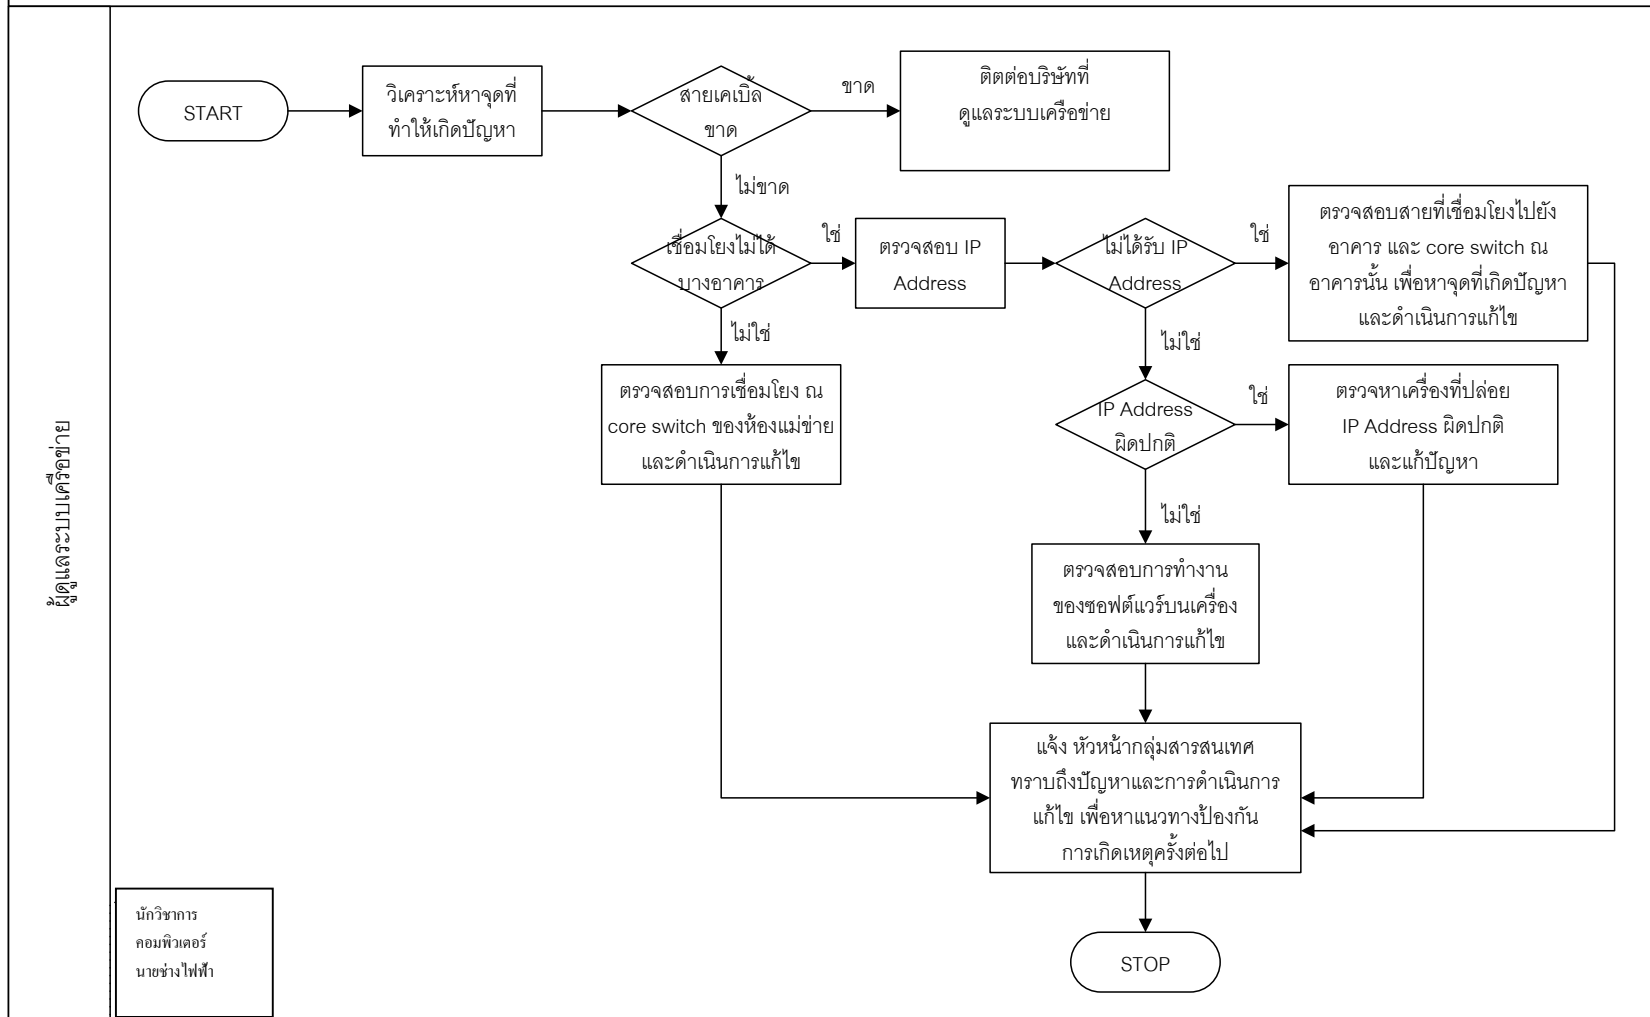 ผู้ดูแลระบบเครือข่าย
START
วิเคราะห์หาจุดที่
ทำให้เกิดปัญหา
สายเคเบิ้ล
ขาด
ขาด
ติตต่อบริษัทที่
ดูแลระบบเครือข่าย
ไม่ขาด
เชื่อมโยงไม่ได้
บางอาคาร
ใช่
ตรวจสอบ IP
Address
ไม่ได้รับ IP
Address
ใช่
ตรวจสอบสายที่เชื่อมโยงไปยัง
อาคาร และ core switch ณ
อาคารนั้น เพื่อหาจุดที่เกิดปัญหา
และดำเนินการแก้ไข
ไม่ใช่
ตรวจสอบการเชื่อมโยง ณ
core switch ของห้องแม่ข่าย
และดำเนินการแก้ไข
ไม่ใช่
IP Address
ผิดปกติ
ใช่
ตรวจหาเครื่องที่ปล่อย
IP Address ผิดปกติ
และแก้ปัญหา
ไม่ใช่
ตรวจสอบการทำงาน
ของซอฟต์แวร์บนเครื่อง
และดำเนินการแก้ไข
แจ้ง หัวหน้ากลุ่มสารสนเทศ
ทราบถึงปัญหาและการดำเนินการ
แก้ไข เพื่อหาแนวทางป้องกัน
การเกิดเหตุครั้งต่อไป
STOP
นักวิชาการ
คอมพิวเตอร์
นายช่างไฟฟ้า